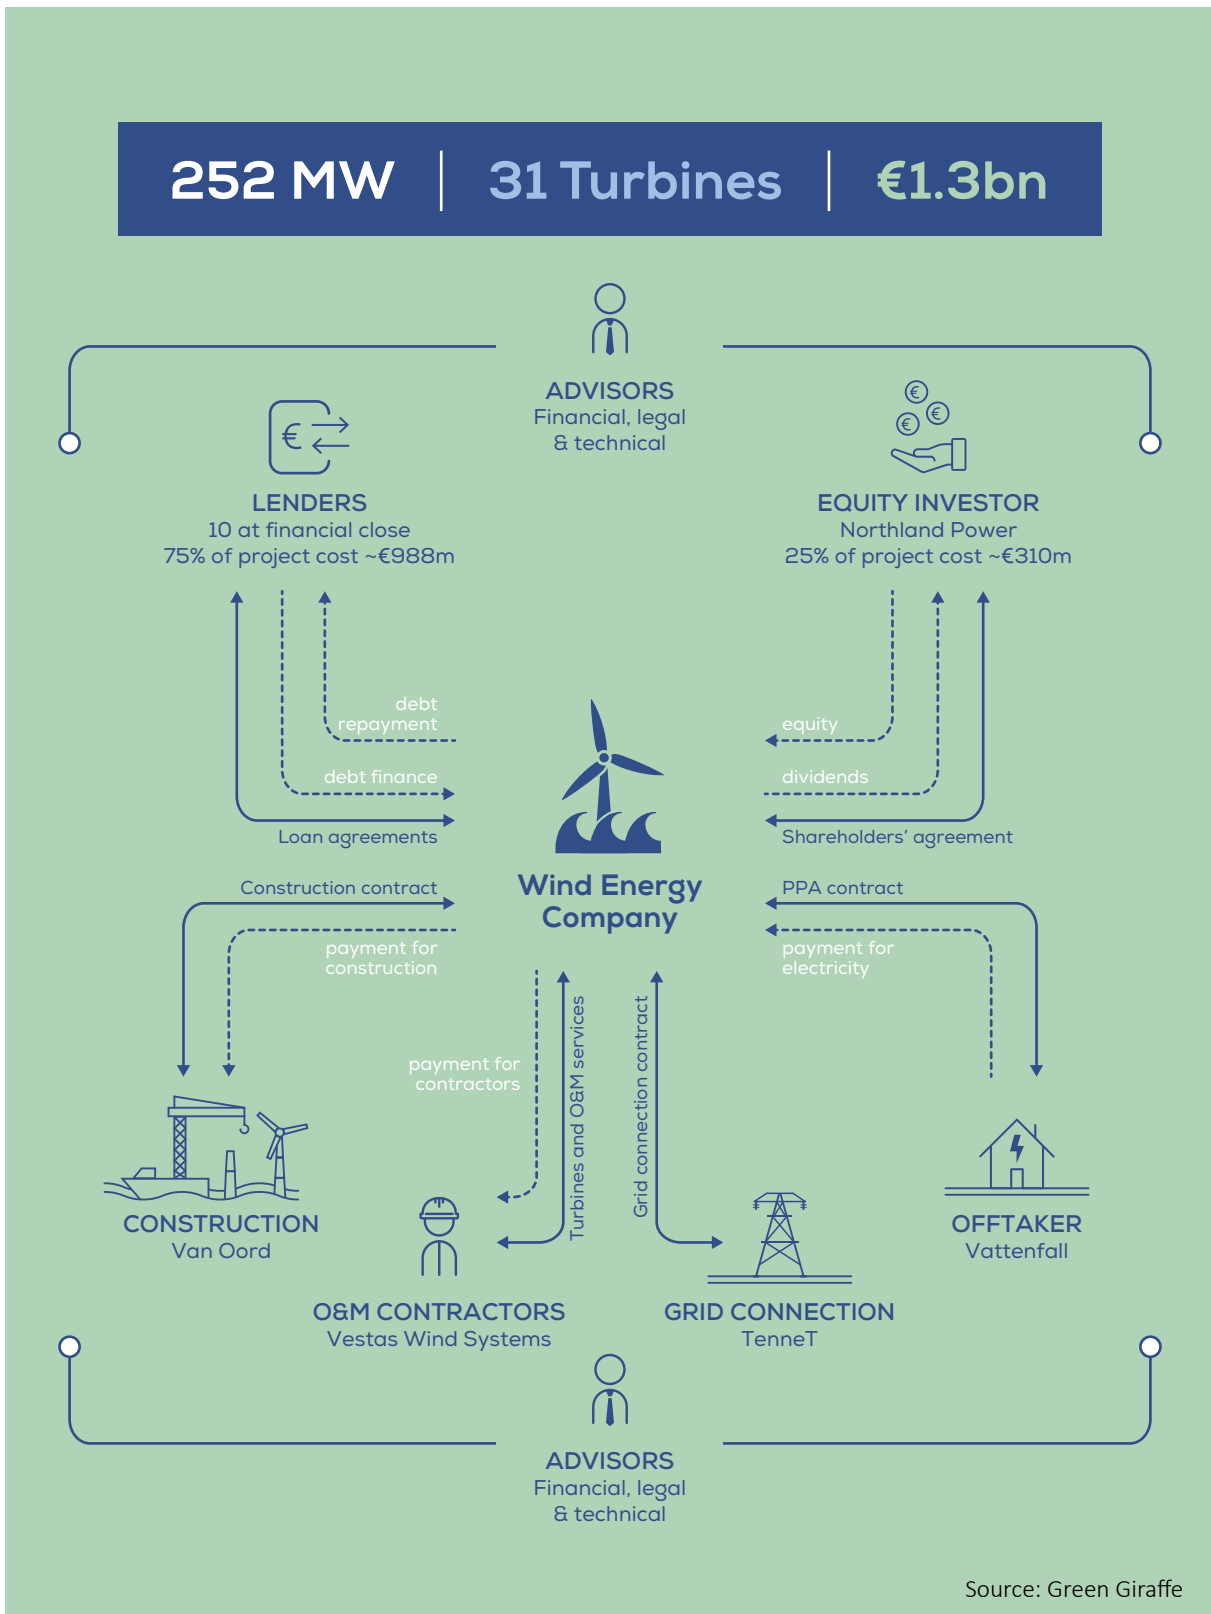 252 MW
31 Turbines
€1.3bn
ADVISORS
Financial, legal
& technical
LENDERS
10 at financial close
75% of project cost ~€988m
EQUITY INVESTOR
Northland Power
25% of project cost ~€310m
debt
repayment
debt finance
Loan agreements
equity
dividends
Shareholders’ agreement
Wind Energy
Company
Construction contract
payment for
construction
PPA contract
payment for
electricity
payment for
contractors
Turbines and O&M services
Grid connection contract
CONSTRUCTION
Van Oord
O&M CONTRACTORS
Vestas Wind Systems
GRID CONNECTION
TenneT
OFFTAKER
Vattenfall
ADVISORS
Financial, legal
& technical
Source: Green Giraffe